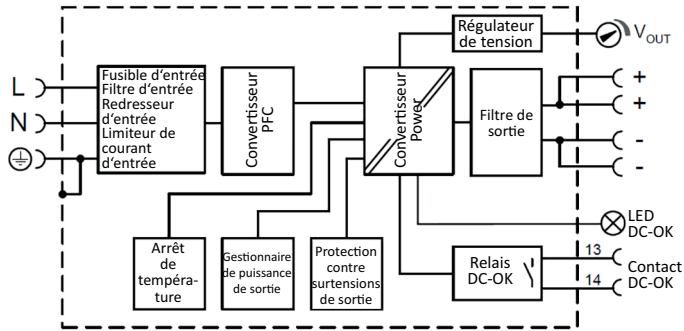 Régulateur
de tension
VOUT
L
N
Fusible d'entrée
Filtre d'entrée
Redresseur
d'entrée
Limiteur de
courant
d'entrée
Convertisseur
PFC
Convertisseur
Power
Filtre de
sortie
+
+
-
-
Arrêt
de
tempéra-
ture
Gestionnaire
de puissance
de sortie
Protection
contre
surtensions
de sortie
Relais
DC-OK
LED
DC-OK
13
14
Contact
DC-OK